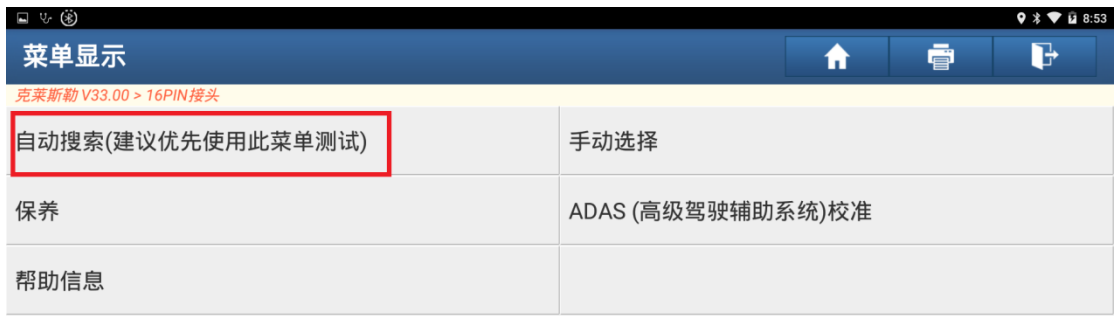 8:53
菜单显示
克莱斯勒 V33.00 > 16PIN接头
自动搜索(建议优先使用此菜单测试)
手动选择
保养
ADAS (高级驾驶辅助系统)校准
帮助信息